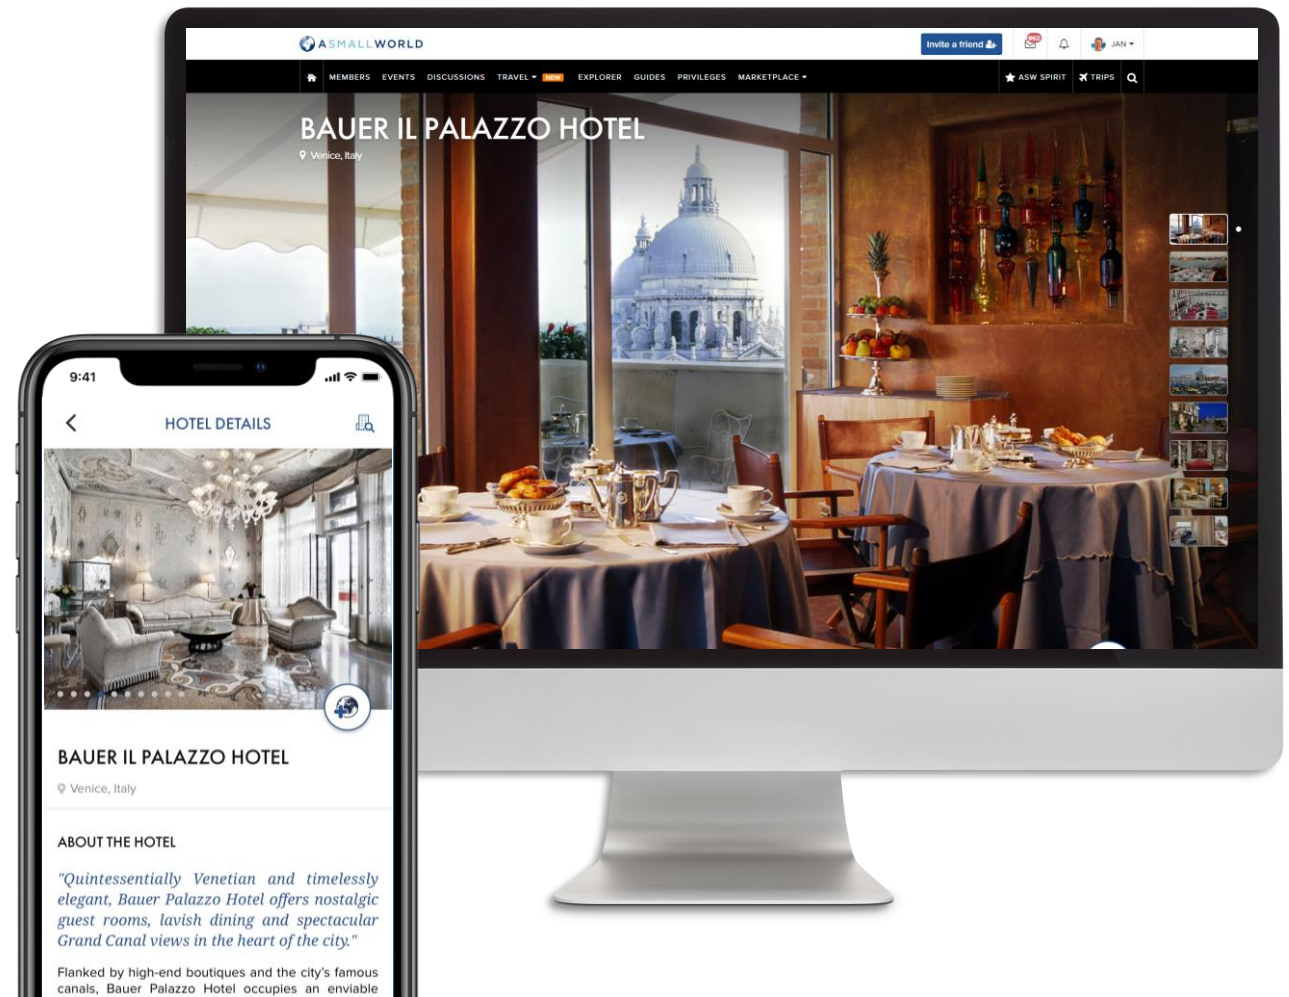 ASMALLWORLD
Invite a friend
962
JAN
MEMBERS EVENTS DISCUSSIONS TRAVEL NEW EXPLORER GUIDES PRIVILEGES MARKETPLACE
ASW SPIRIT TRIPS
BAUER IL PALAZZO HOTEL
Venice, Italy
9:41
HOTEL DETAILS
BAUER IL PALAZZO HOTEL
Venice, Italy
ABOUT THE HOTEL
"Quintessentially Venetian and timelessly
elegant, Bauer Palazzo Hotel offers nostalgic
guest rooms, lavish dining and spectacular
Grand Canal views in the heart of the city."
Flanked by high-end boutiques and the city's famous
canals, Bauer Palazzo Hotel occupies an enviable